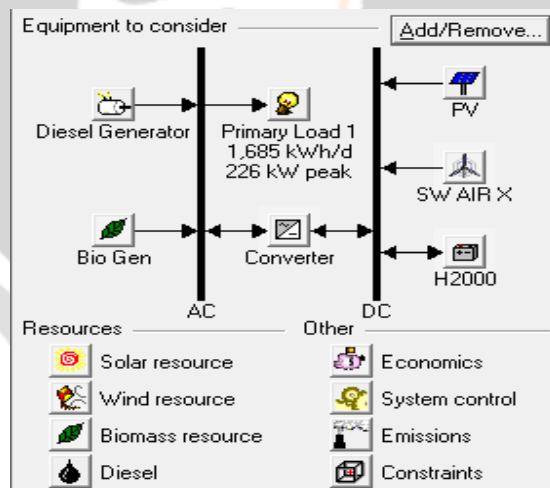 Equipment to consider
Add/Remove...
Diesel Generator
Primary Load 1
1,685 kWh/d
226 kW peak
PV
SW AIR X
Bio Gen
Converter
H2000
AC
DC
Resources
Other
Solar resource
Economics
Wind resource
System control
Biomass resource
Emissions
Diesel
Constraints